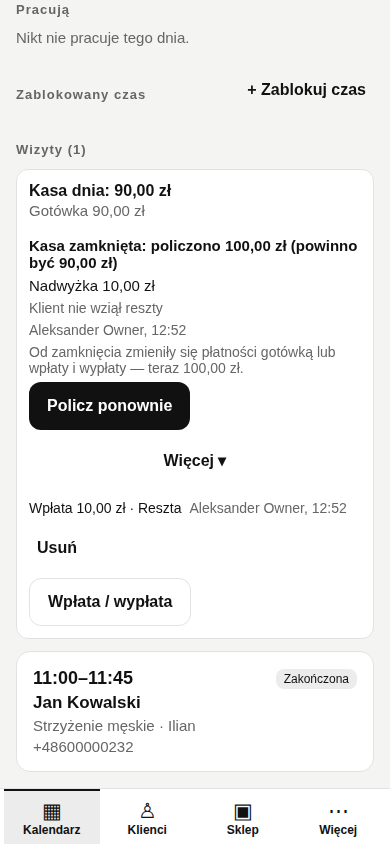 Pracują
Nikt nie pracuje tego dnia.
Zablokowany czas
+ Zablokuj czas
Wizyty (1)
Kasa dnia: 90,00 zł
Gotówka 90,00 zł
Kasa zamknięta: policzono 100,00 zł (powinno
być 90,00 zł)
Nadwyżka 10,00 zł
Klient nie wziął reszty
Aleksander Owner, 12:52
Od zamknięcia zmieniły się płatności gotówką lub
wpłaty i wypłaty — teraz 100,00 zł.
Policz ponownie
Więcej ▾
Wpłata 10,00 zł · Reszta Aleksander Owner, 12:52
Usuń
Wpłata / wypłata
11:00–11:45
Zakończona
Jan Kowalski
Strzyżenie męskie · Ilian
+48600000232
Kalendarz
Klienci
Sklep
Więcej